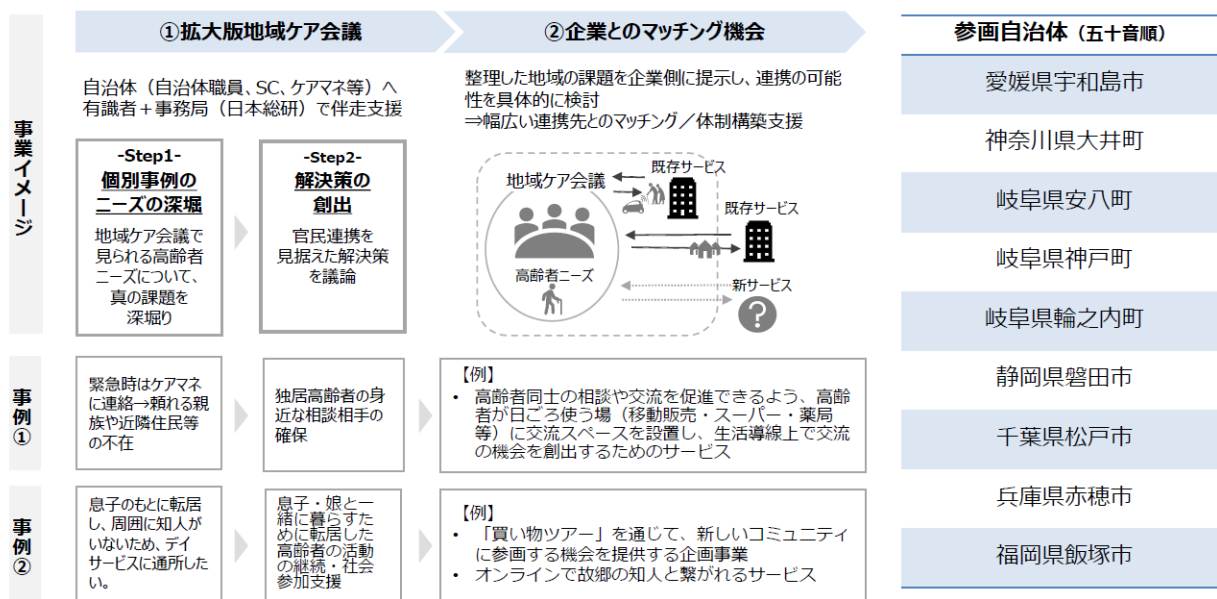 ①拡大版地域ケア会議
②企業とのマッチング機会
事業イメージ
自治体（自治体職員、SC、ケアマネ等）へ
有識者＋事務局（日本総研）で伴走支援
-Step1-
個別事例の
ニーズの深堀
地域ケア会議で
見られる高齢者
ニーズについて、
真の課題を
深堀り
-Step2-
解決策の
創出
官民連携を
見据えた解決策
を議論
整理した地域の課題を企業側に提示し、連携の可能
性を具体的に検討
⇒幅広い連携先とのマッチング／体制構築支援
地域ケア会議
高齢者ニーズ
既存サービス
既存サービス
新サービス
?
事例①
緊急時はケアマネ
に連絡→頼れる親
族や近隣住民等
の不在
独居高齢者の身
近な相談相手の
確保
【例】
• 高齢者同士の相談や交流を促進できるよう、高齢
者が日ごろ使う場（移動販売・スーパー・薬局
等）に交流スペースを設置し、生活導線上で交流
の機会を創出するためのサービス
事例②
息子のもとに転居
し、周囲に知人が
いないため、デイ
サービスに通所した
い。
息子・娘と一
緒に暮らすた
めに転居した
高齢者の活動
の継続・社会
参加支援
【例】
• 「買い物ツアー」を通じて、新しいコミュニティ
に参画する機会を提供する企画事業
• オンラインで故郷の知人と繋がれるサービス
参画自治体（五十音順）
愛媛県宇和島市
神奈川県大井町
岐阜県安八町
岐阜県神戸町
岐阜県輪之内町
静岡県磐田市
千葉県松戸市
兵庫県赤穂市
福岡県飯塚市